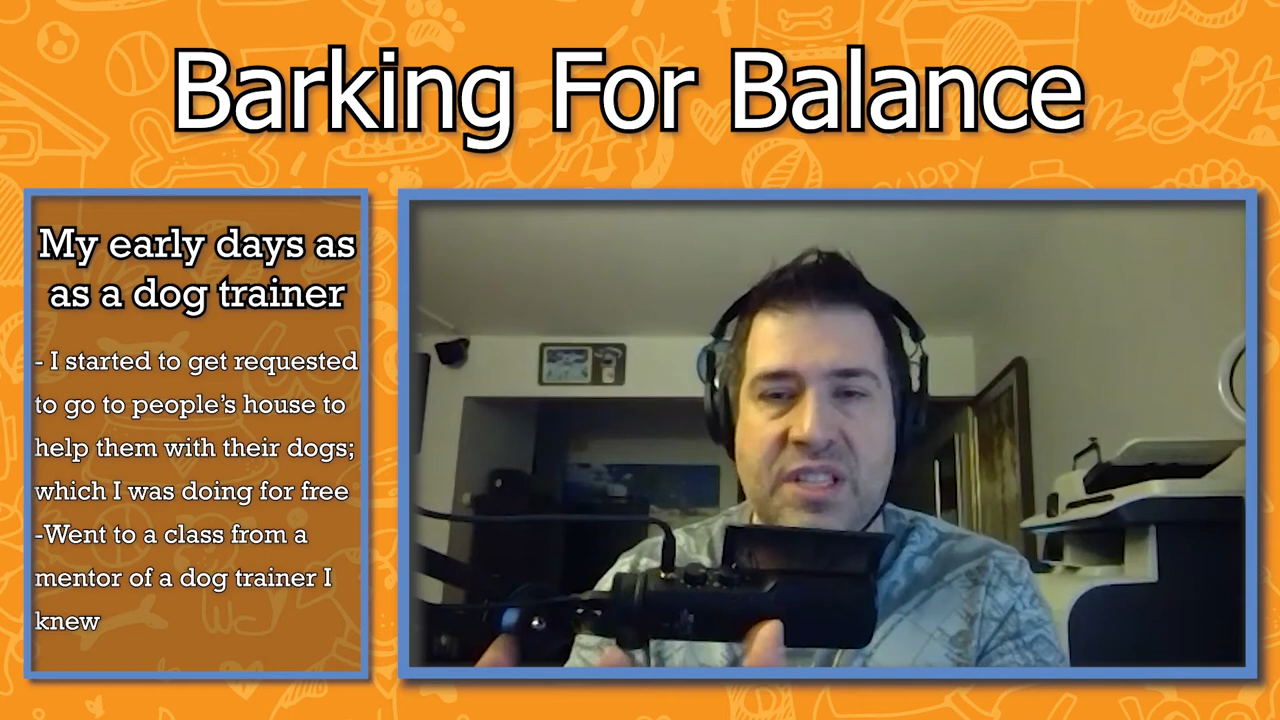 Barking For Balance
My early days as
as a dog trainer
- I started to get requested
to go to people's house to
help them with their dogs;
which I was doing for free
-Went to a class from a
mentor of a dog trainer I
knew
PUPPY